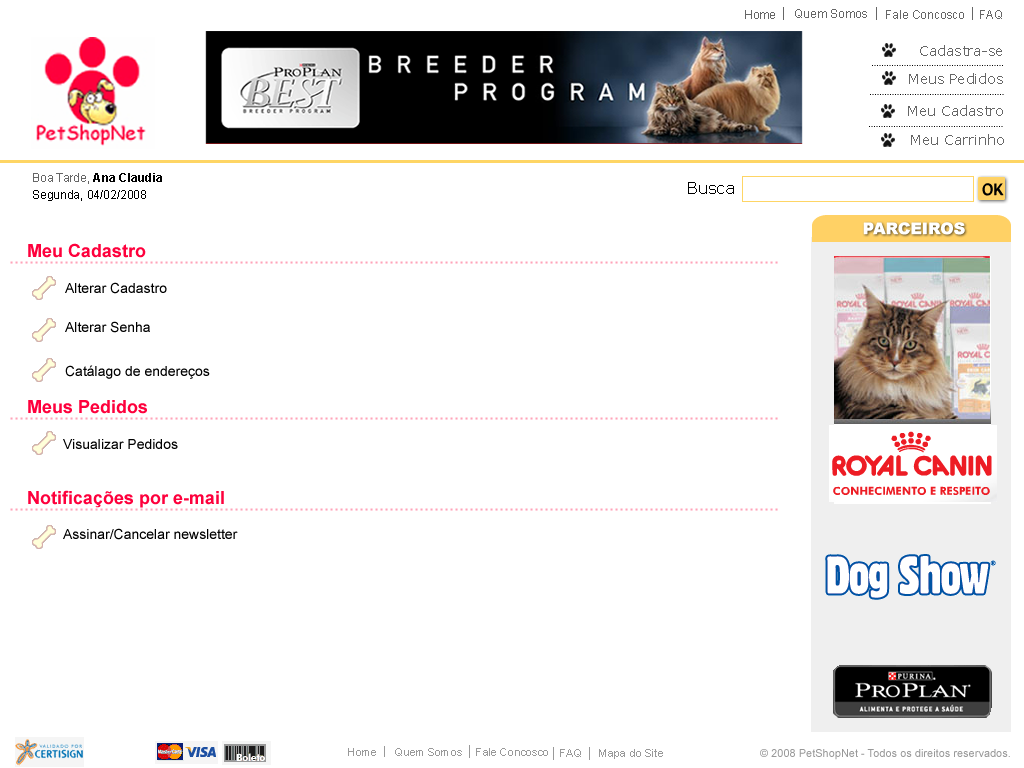 Home | Quem Somos | Fale Concosco | FAQ
PetShopNet
PROPLAN
BEST
BREEDER PROGRAM
BREEDER
PROGRAM
Cadastra-se
Meus Pedidos
Meu Cadastro
Meu Carrinho
Boa Tarde, Ana Claudia
Segunda, 04/02/2008
Busca
OK
Meu Cadastro
Alterar Cadastro
Alterar Senha
Catálago de endereços
Meus Pedidos
Visualizar Pedidos
Notificações por e-mail
Assinar/Cancelar newsletter
PARCEIROS
ROYAL CANIN
CONHECIMENTO E RESPEITO
Dog Show®
PURINA
PROPLAN
ALIMENTA E PROTEGE A SAÚDE
VALIDADO POR
CERTISIGN
MasterCard VISA Boleto
Home | Quem Somos | Fale Concosco | FAQ | Mapa do Site
© 2008 PetShopNet - Todos os direitos reservados.